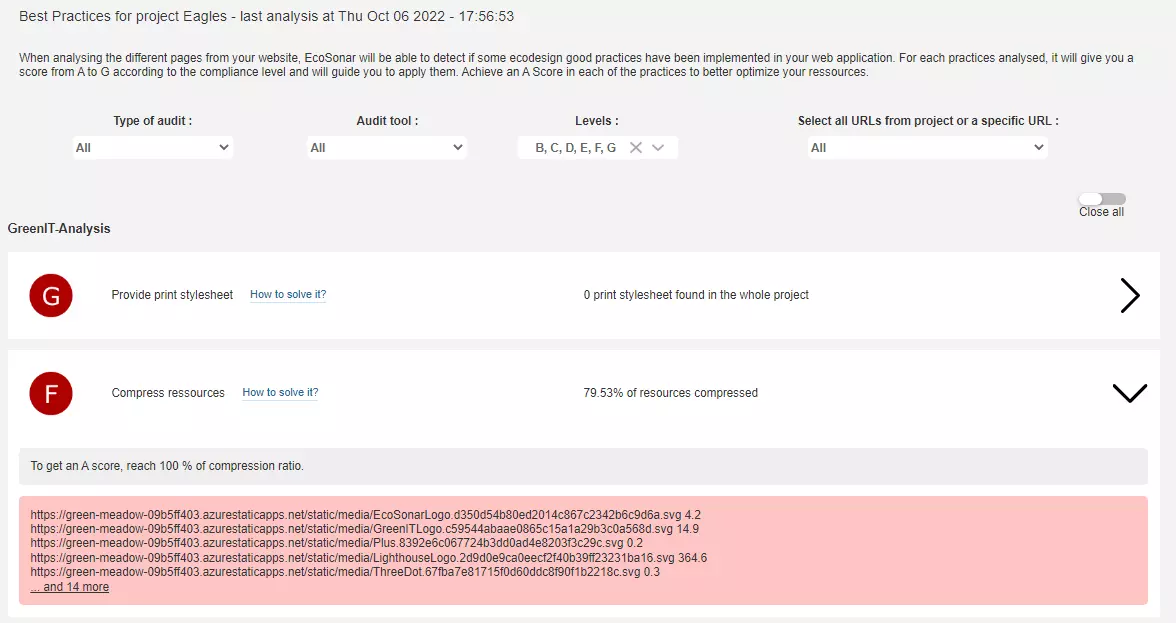 Best Practices for project Eagles - last analysis at Thu Oct 06 2022 - 17:56:53
When analysing the different pages from your website, EcoSonar will be able to detect if some ecodesign good practices have been implemented in your web application. For each practices analysed, it will give you a
score from A to G according to the compliance level and will guide you to apply them. Achieve an A Score in each of the practices to better optimize your ressources.
Type of audit : Audit tool : Levels : Select all URLs from project or a specific URL :
All All B, C, D, E, F, G All
Close all
GreenIT-Analysis
G Provide print stylesheet How to solve it? 0 print stylesheet found in the whole project
F Compress ressources How to solve it? 79.53% of resources compressed
To get an A score, reach 100 % of compression ratio.
https://green-meadow-09b5ff403.azurestaticapps.net/static/media/EcoSonarLogo.d350d54b80ed2014c867c2342b6c9d6a.svg 4.2
https://green-meadow-09b5ff403.azurestaticapps.net/static/media/GreenITLogo.c59544abaae0865c15a1a29b3c0a568d.svg 14.9
https://green-meadow-09b5ff403.azurestaticapps.net/static/media/Plus.8392e6c067724b3dd0ad4e8203f3c29c.svg 0.2
https://green-meadow-09b5ff403.azurestaticapps.net/static/media/LighthouseLogo.2d9d0e9ca0eecf2f40b39ff23231ba16.svg 364.6
https://green-meadow-09b5ff403.azurestaticapps.net/static/media/ThreeDot.67fba7e81715f0d60ddc8f90f1b2218c.svg 0.3
... and 14 more